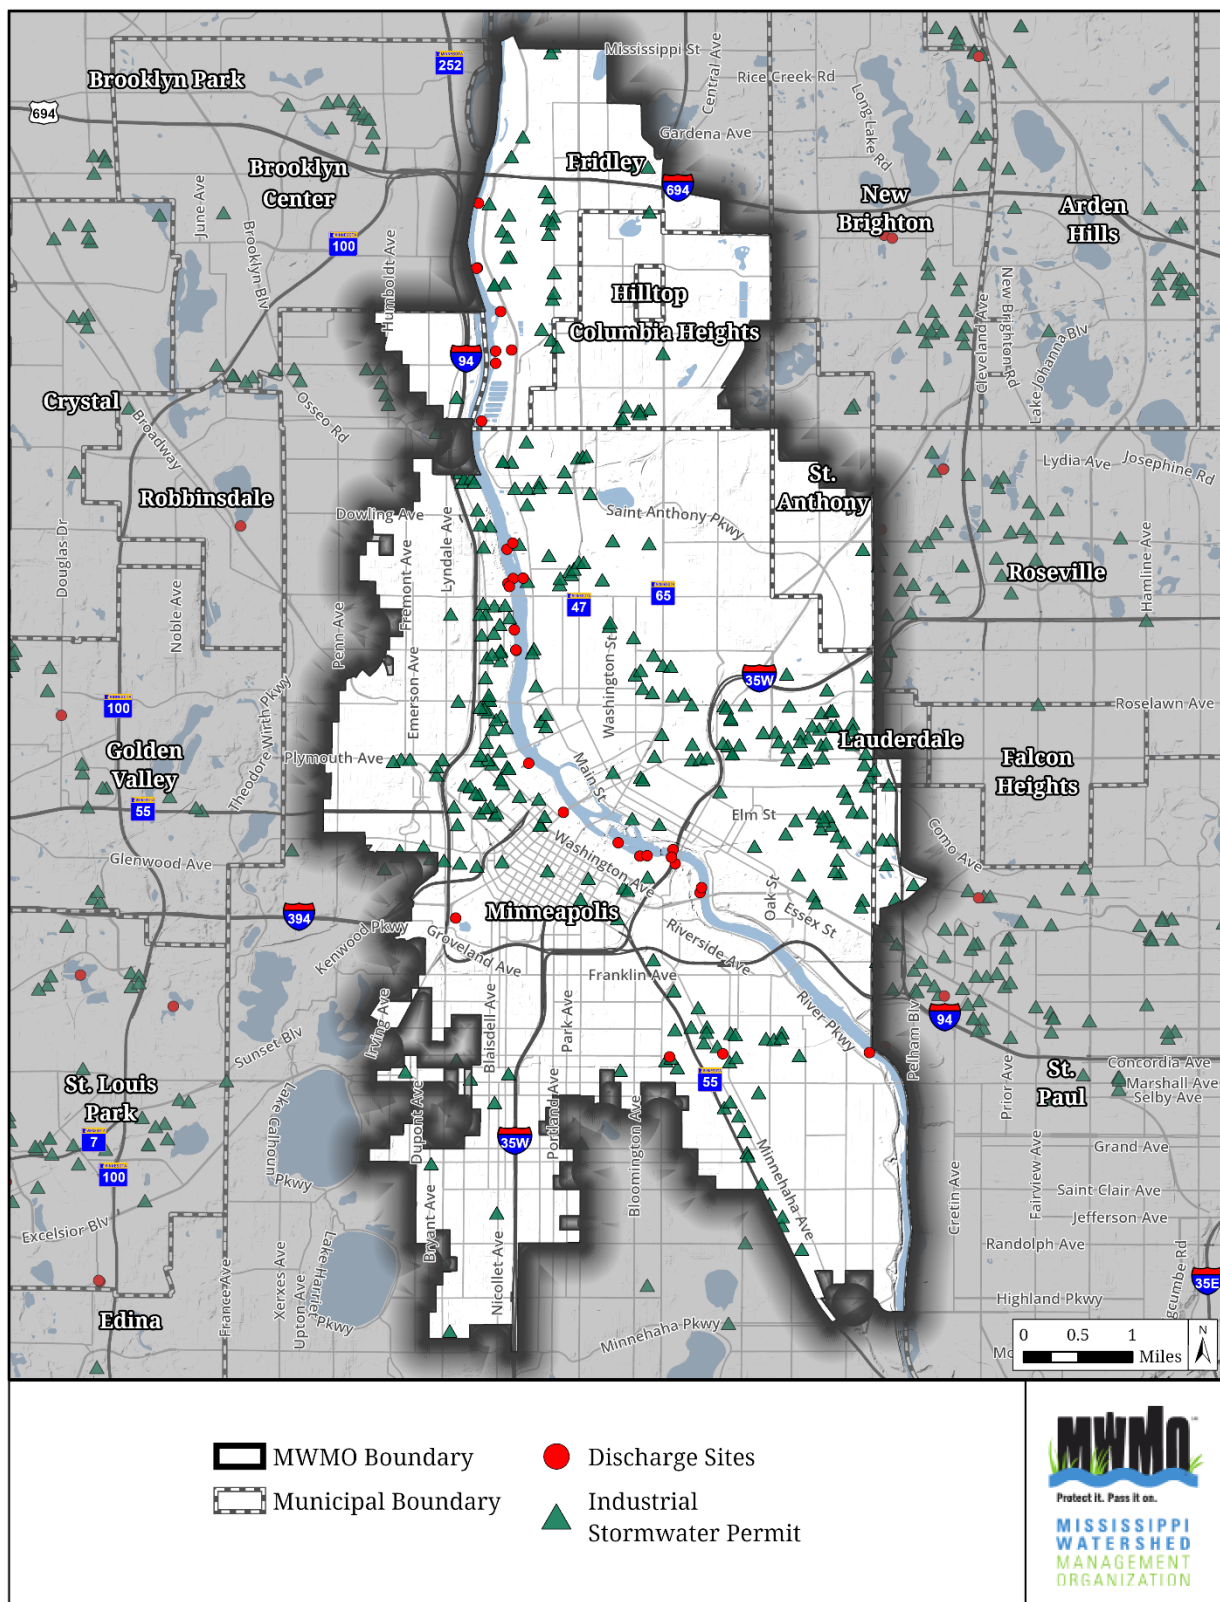 Mississippi St
252
Central Ave
Rice Creek Rd
Brooklyn Park
694
Long Lake Rd
Gardena Ave
Fridley
Brooklyn
Center
694
New
Brighton
Arden
Hills
June Ave
100
Humboldt Ave
Brooklyn Blv
Hilltop
Columbia Heights
Cleveland Ave
New Brighton Rd
Lake Johanna Blv
94
Crystal
Broadway
Osseo Rd
Lydia Ave
Josephine Rd
St.
Anthony
Robbinsdale
Dowling Ave
Lyndale Ave
Saint Anthony Pkwy
Douglas Dr
Noble Ave
Fremont Ave
Hamline Ave
Roseville
65
47
Penn Ave
Emerson Ave
Washington St
35W
Theodore Wirth Pkwy
100
Roselawn Ave
Golden
Valley
Plymouth Ave
Lauderdale
Falcon
Heights
Main St
55
Elm St
Glenwood Ave
Washington Ave
Como Ave
Oak St
Essex St
394
Minneapolis
Kenwood Pkwy
Groveland Ave
Riverside Ave
Franklin Ave
River Pkwy
Irving Ave
Blaisdell Ave
Park Ave
94
Sunset Blv
Pelham Blv
Prior Ave
Concordia Ave
St. Louis
Park
St.
Paul
Marshall Ave
Selby Ave
55
Lake Calhoun
Pkwy
Dupont Ave
Portland Ave
Bloomington Ave
Minnehaha Ave
7
35W
Grand Ave
100
Fairview Ave
Saint Clair Ave
Cretin Ave
Jefferson Ave
Excelsior Blv
Bryant Ave
Nicollet Ave
Randolph Ave
gcumbe Rd
35E
France Ave
Xerxes Ave
Upton Ave
Lake Harriet
Pkwy
Highland Pkwy
Edina
Minnehaha Pkwy
0 0.5 1
Miles
N
MWMO Boundary
Municipal Boundary
Discharge Sites
Industrial
Stormwater Permit
MWMO
Protect it. Pass it on.
MISSISSIPPI
WATERSHED
MANAGEMENT
ORGANIZATION